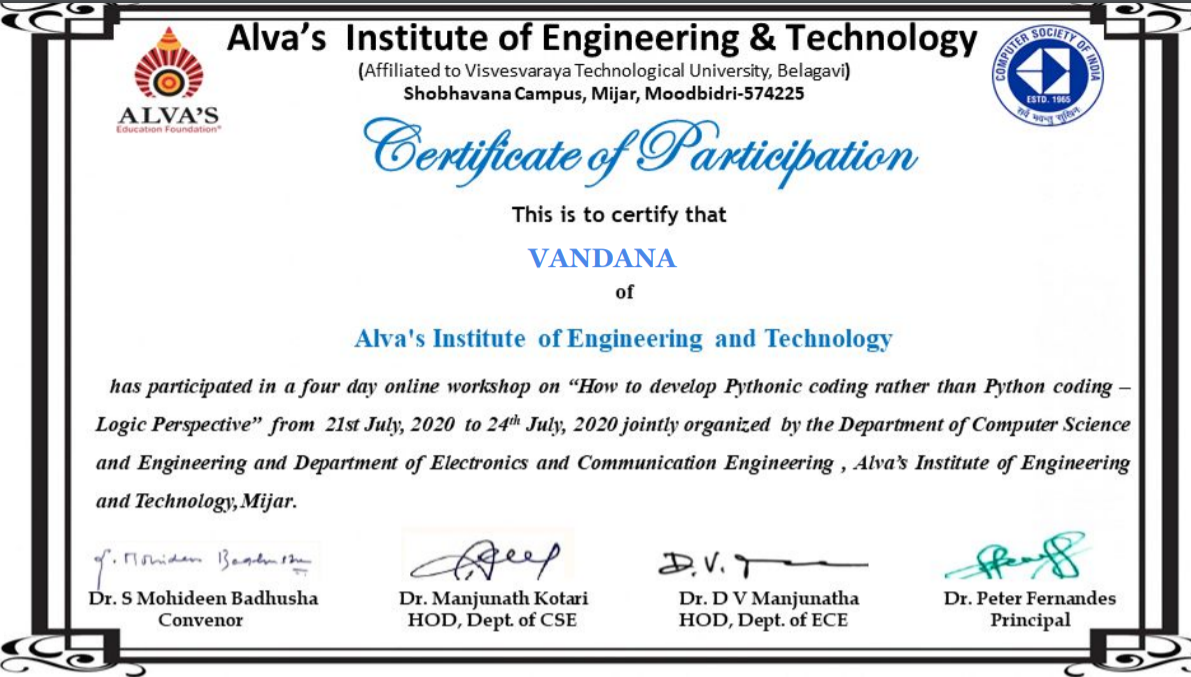 Alva's Institute of Engineering & Technology
(Affiliated to Visvesvaraya Technological University, Belagavi)
Shobhavana Campus, Mijar, Moodbidri-574225
ALVA'S
Education Foundation®
COMPUTER SOCIETY OF INDIA
ESTD. 1965
सर्वे भवन्तु सुखिनः
Certificate of Participation
This is to certify that
VANDANA
of
Alva's Institute of Engineering and Technology
has participated in a four day online workshop on “How to develop Pythonic coding rather than Python coding –
Logic Perspective” from 21st July, 2020 to 24th July, 2020 jointly organized by the Department of Computer Science
and Engineering and Department of Electronics and Communication Engineering , Alva’s Institute of Engineering
and Technology,Mijar.
D.V.
Dr. S Mohideen Badhusha
Convenor
Dr. Manjunath Kotari
HOD, Dept. of CSE
Dr. D V Manjunatha
HOD, Dept. of ECE
Dr. Peter Fernandes
Principal